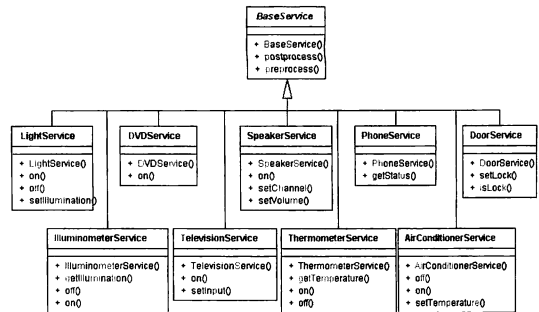 BaseService
+ BaseService()
+ postprocess()
+ preprocess()
LightService
+ LightService()
+ on()
+ off()
+ setIllumination()
DVDService
+ DVDService()
+ on()
SpeakerService
+ SpeakerService()
+ on()
+ setChannel()
+ setVolume()
PhoneService
+ PhoneService()
+ getStatus()
DoorService
+ DoorService()
+ setLock()
+ isLock()
IlluminometerService
+ IlluminometerService()
+ getIllumination()
+ off()
+ on()
TelevisionService
+ TelevisionService()
+ on()
+ setInput()
ThermometerService
+ ThermometerService()
+ getTemperature()
+ on()
+ off()
AirConditionerService
+ AirConditionerService()
+ off()
+ on()
+ setTemperature()